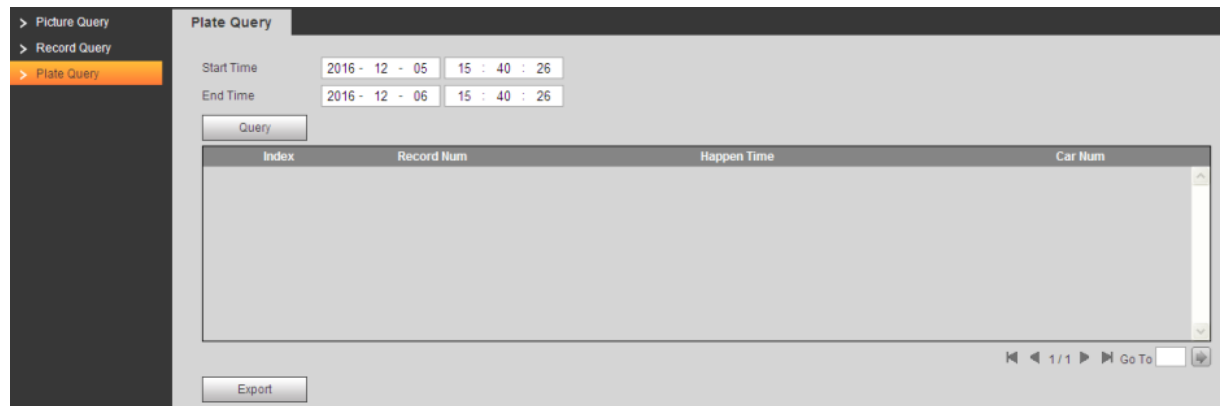 > Picture Query
> Record Query
> Plate Query
Plate Query
Start Time 2016 - 12 - 05 15 : 40 : 26
End Time 2016 - 12 - 06 15 : 40 : 26
Query
Index Record Num Happen Time Car Num
1 / 1 Go To
Export